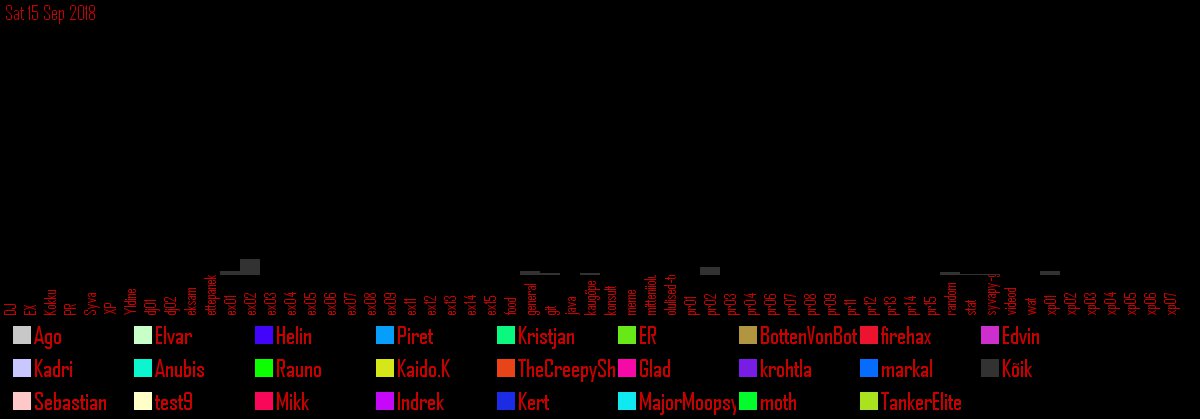 Sat 15 Sep 2018
DJ EX Kokku PR Syva XP Yldine dj01 dj02 eksam ettepanek ex01 ex02 ex03 ex04 ex05 ex06 ex07 ex08 ex09 ex11 ex12 ex13 ex14 ex15 food general git java kaugõpe konsult meme mitteniiolu olulised-h pr01 pr02 pr03 pr04 pr06 pr07 pr08 pr09 pr11 pr12 pr13 pr14 pr15 random stat syvapy-g videod wat xp01 xp02 xp03 xp04 xp05 xp06 xp07
Ago Elvar Helin Piret Kristjan ER BottenVonBot firehax Edvin
Kadri Anubis Rauno Kaido.K TheCreepySh Glad krohtla markal Kõik
Sebastian test9 Mikk Indrek Kert MajorMoopsy moth TankerElite